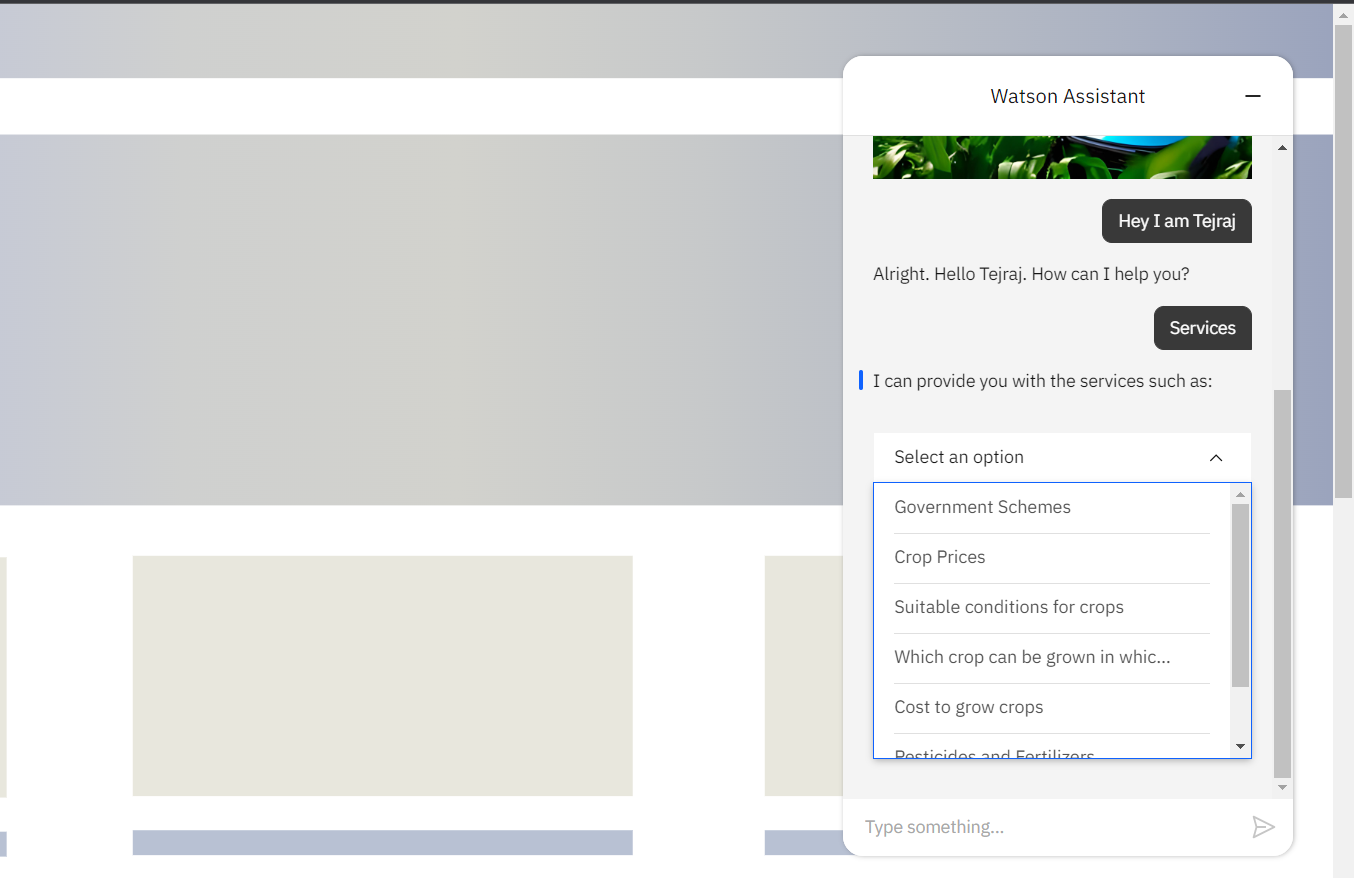 Watson Assistant
Hey I am Tejraj
Alright. Hello Tejraj. How can I help you?
Services
I can provide you with the services such as:
Select an option
Government Schemes
Crop Prices
Suitable conditions for crops
Which crop can be grown in whic...
Cost to grow crops
Pesticides and Fertilizers
Type something...